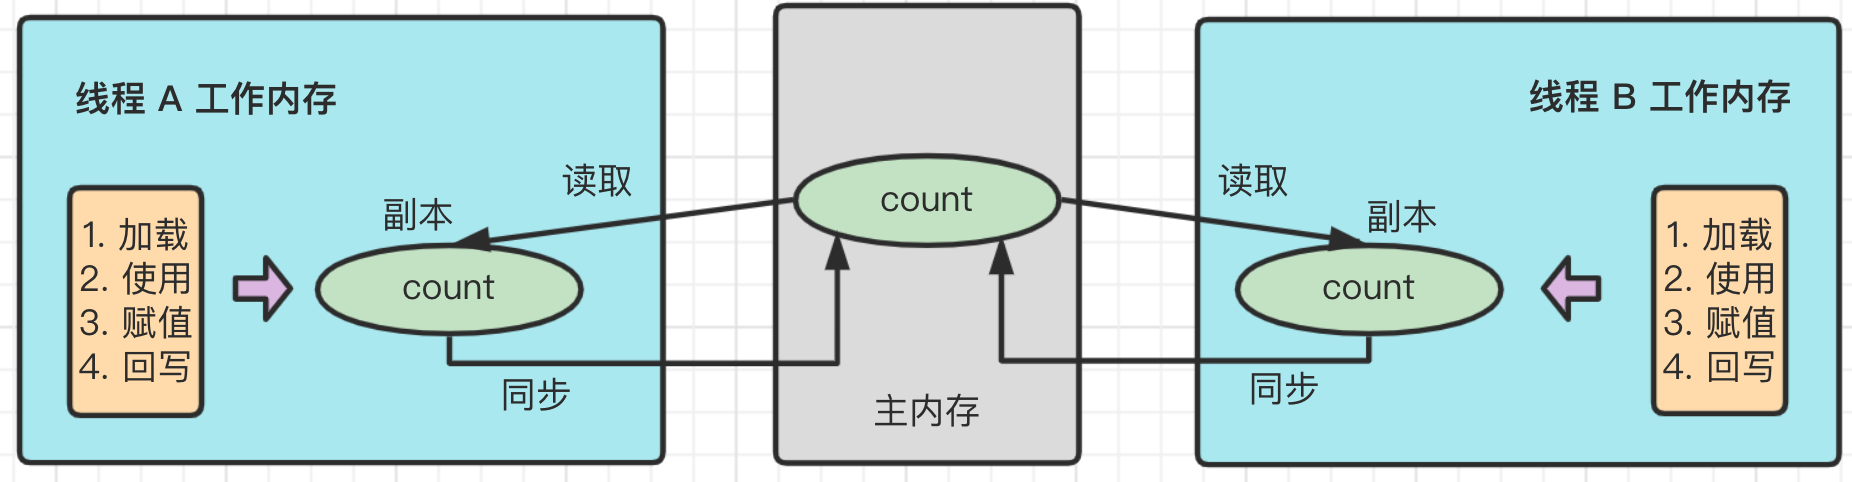 线程 A 工作内存
读取
副本
1. 加载
2. 使用
3. 赋值
4. 回写
count
同步
count
主内存
线程 B 工作内存
读取
副本
count
1. 加载
2. 使用
3. 赋值
4. 回写
同步